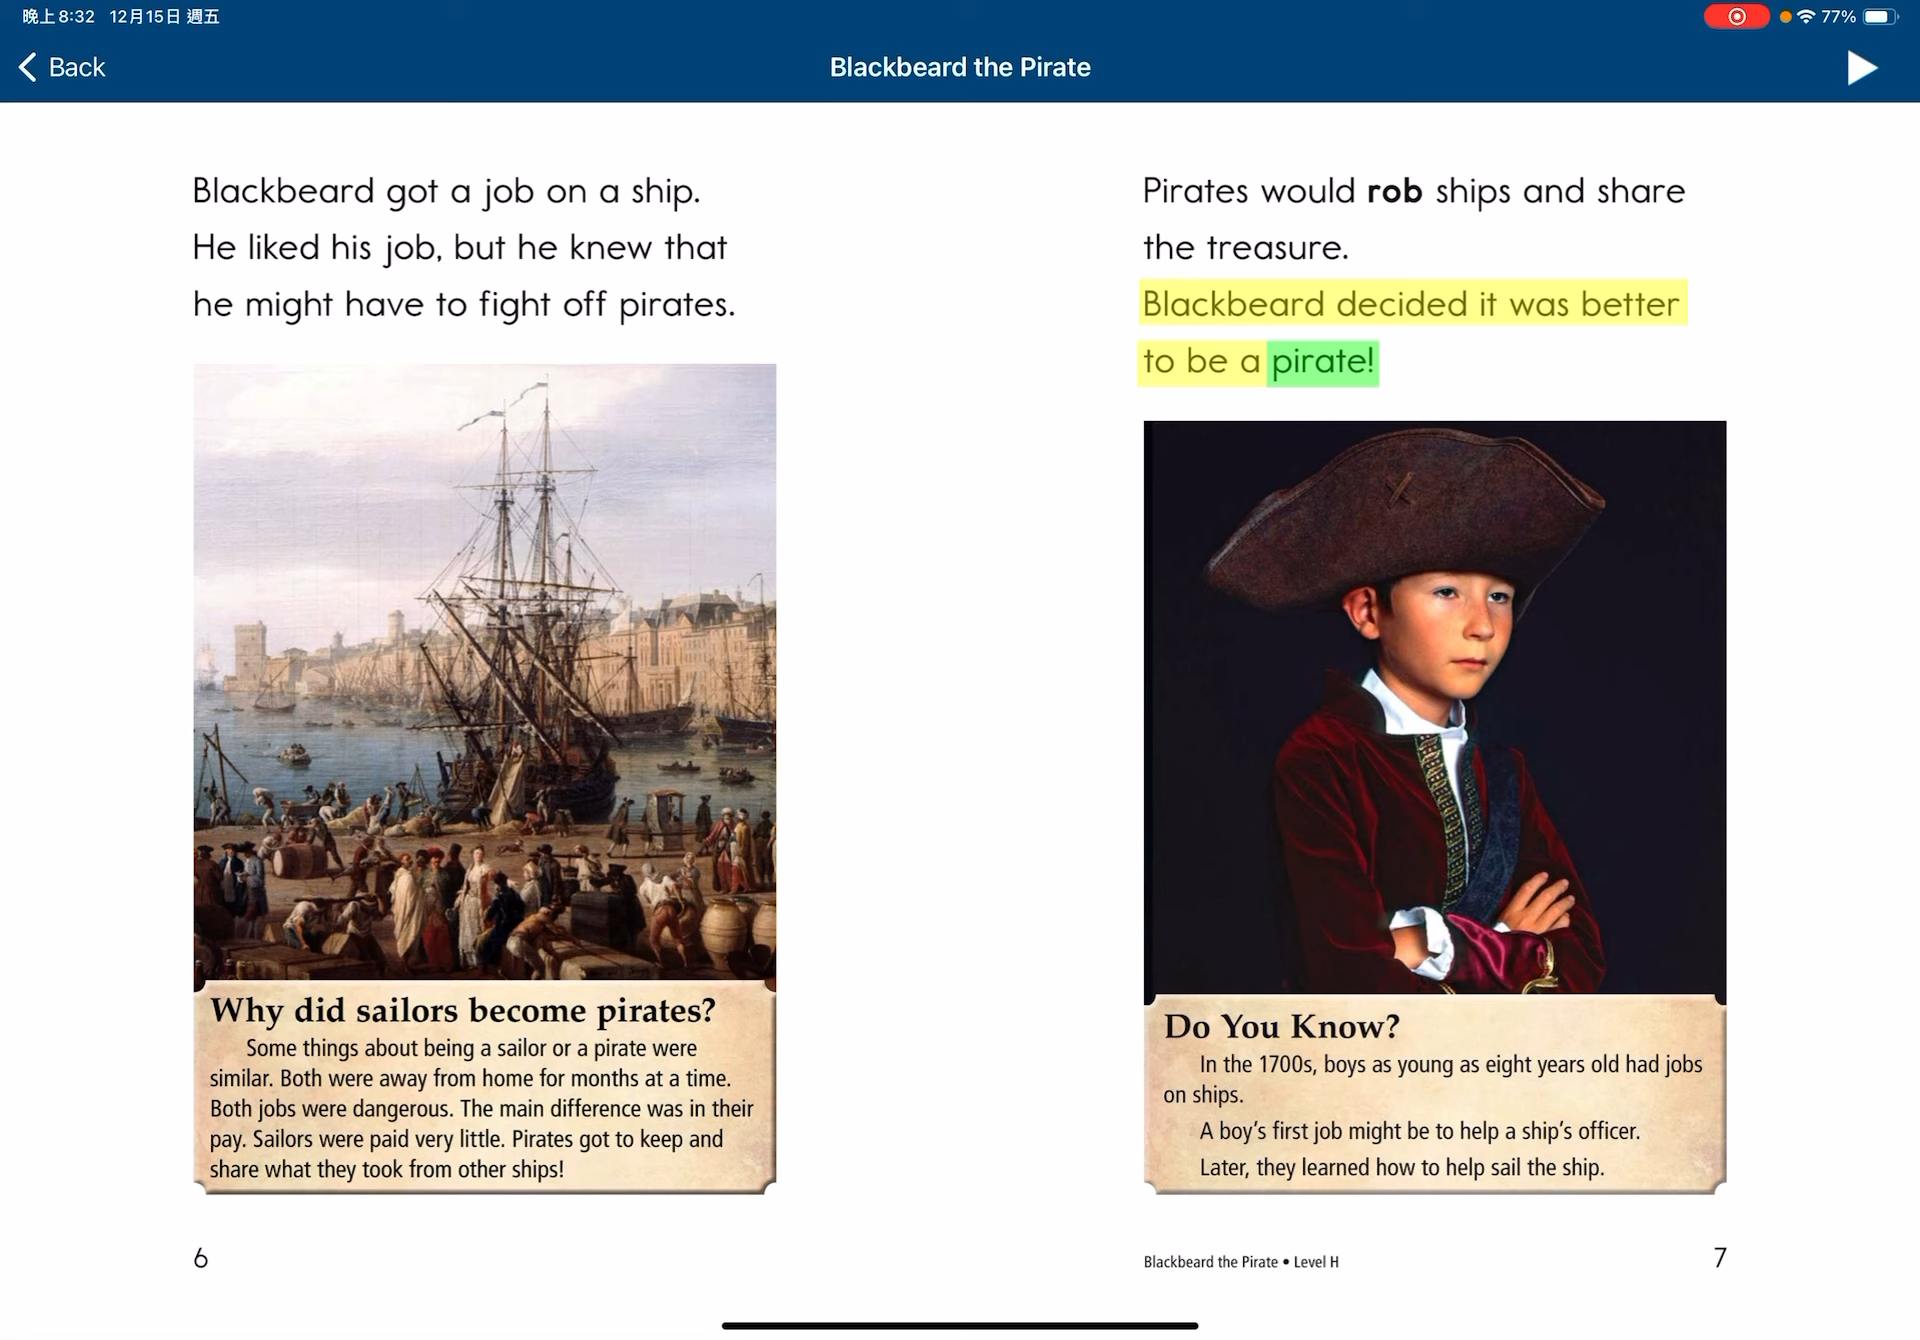 晚上8:32 12月15日 週五
77%
Back
Blackbeard the Pirate
Blackbeard got a job on a ship.
He liked his job, but he knew that
he might have to fight off pirates.
Why did sailors become pirates?
Some things about being a sailor or a pirate were
similar. Both were away from home for months at a time.
Both jobs were dangerous. The main difference was in their
pay. Sailors were paid very little. Pirates got to keep and
share what they took from other ships!
6
Pirates would rob ships and share
the treasure.
Blackbeard decided it was better
to be a pirate!
Do You Know?
In the 1700s, boys as young as eight years old had jobs
on ships.
A boy's first job might be to help a ship's officer.
Later, they learned how to help sail the ship.
Blackbeard the Pirate • Level H
7